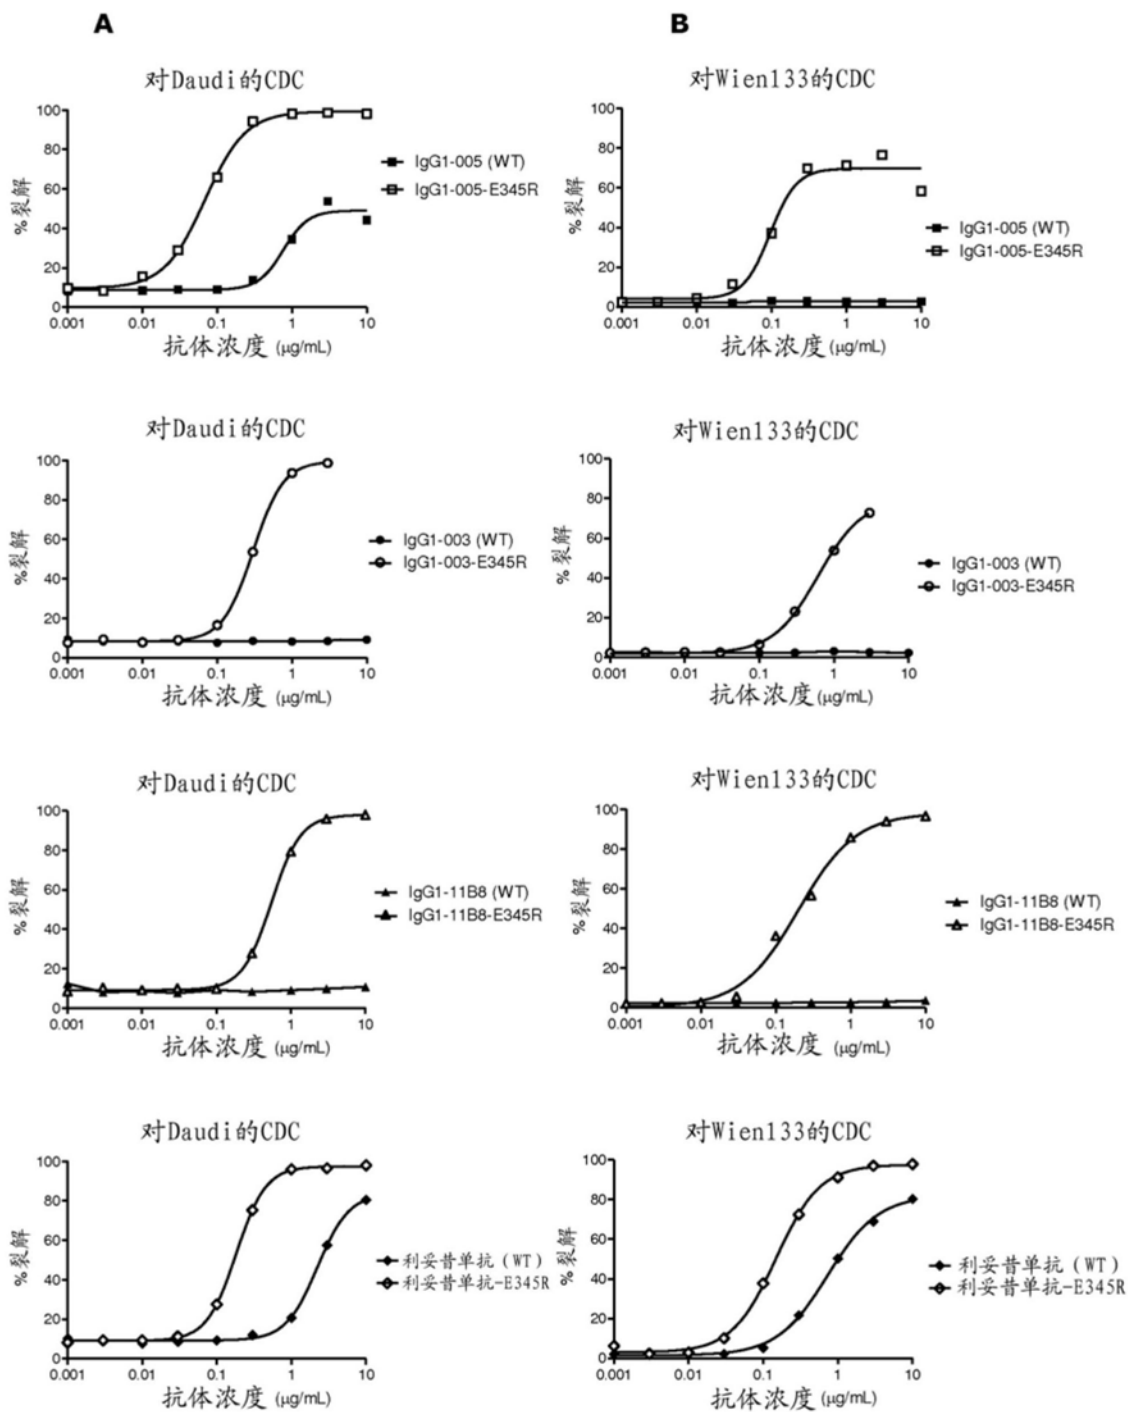 A
B
对Daudi的CDC
100
80
60
40
20
0
%裂解
0.001
0.01
0.1
1
10
抗体浓度 (μg/mL)
IgG1-005 (WT)
IgG1-005-E345R
对Wien133的CDC
100
80
60
40
20
0
%裂解
0.001
0.01
0.1
1
10
抗体浓度 (μg/mL)
IgG1-005 (WT)
IgG1-005-E345R
对Daudi的CDC
100
80
60
40
20
0
%裂解
0.001
0.01
0.1
1
10
抗体浓度 (μg/mL)
IgG1-003 (WT)
IgG1-003-E345R
对Wien133的CDC
100
80
60
40
20
0
%裂解
0.001
0.01
0.1
1
10
抗体浓度 (μg/mL)
IgG1-003 (WT)
IgG1-003-E345R
对Daudi的CDC
100
80
60
40
20
0
%裂解
0.001
0.01
0.1
1
10
抗体浓度 (μg/mL)
IgG1-11B8 (WT)
IgG1-11B8-E345R
对Wien133的CDC
100
80
60
40
20
0
%裂解
0.001
0.01
0.1
1
10
抗体浓度 (μg/mL)
IgG1-11B8 (WT)
IgG1-11B8-E345R
对Daudi的CDC
100
80
60
40
20
0
%裂解
0.001
0.01
0.1
1
10
抗体浓度 (μg/mL)
利妥昔单抗 (WT)
利妥昔单抗-E345R
对Wien133的CDC
100
80
60
40
20
0
%裂解
0.001
0.01
0.1
1
10
抗体浓度 (μg/mL)
利妥昔单抗 (WT)
利妥昔单抗-E345R